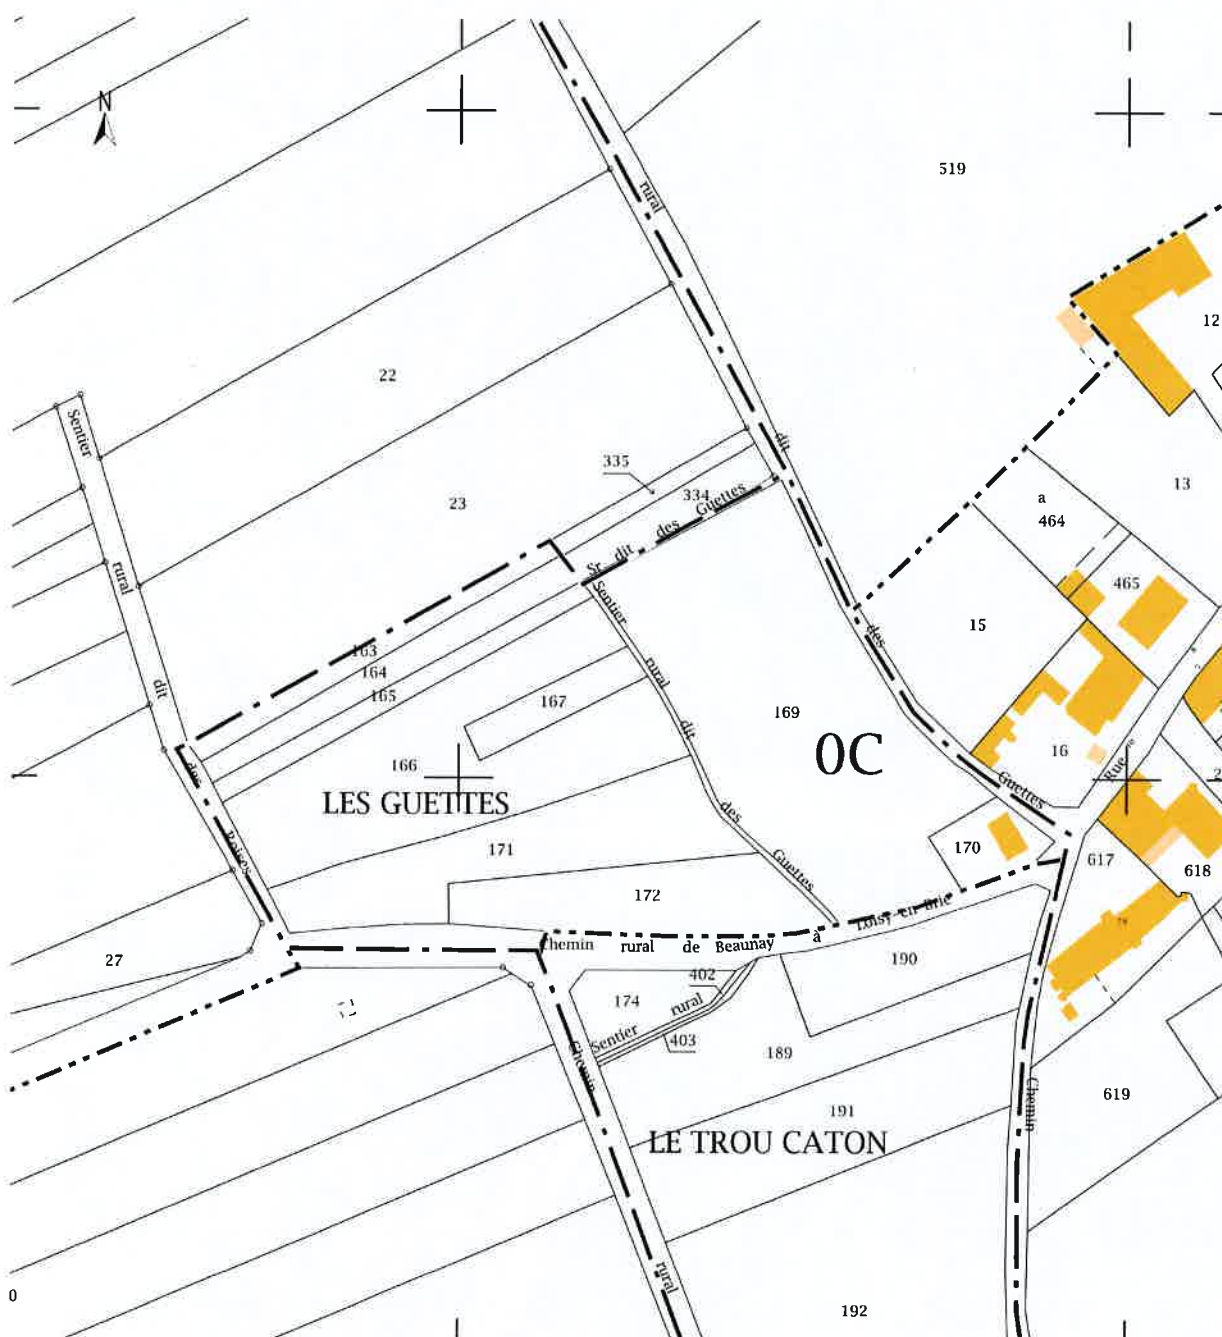 N
519
rural
12
22
Sentier
dit
335
23
334
Sr dit des Guettes
13
a
464
rural
465
Sentier
des
15
163
164
rural
165
dit
167
dit
169
0C
16
166
des
LES GUETTES
Guettes
Rue
2
des
Roises
171
Guettes
170
617
618
172
Loisy-en-Brie
27
Chemin rural de Beaunay à
190
402
174
Sentier rural
403
189
Chemin
Chemin
619
191
LE TROU CATON
rural
0
192